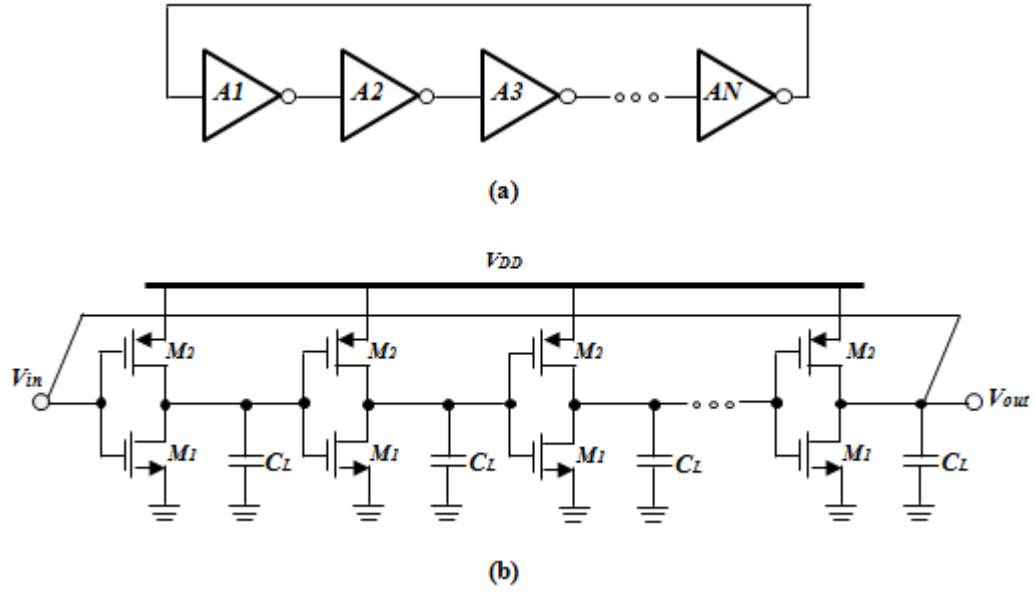 A1 A2 A3 AN
(a)
VDD
M2 M2 M2 M2
Vin Vout
M1 CL M1 CL M1 CL M1 CL
(b)